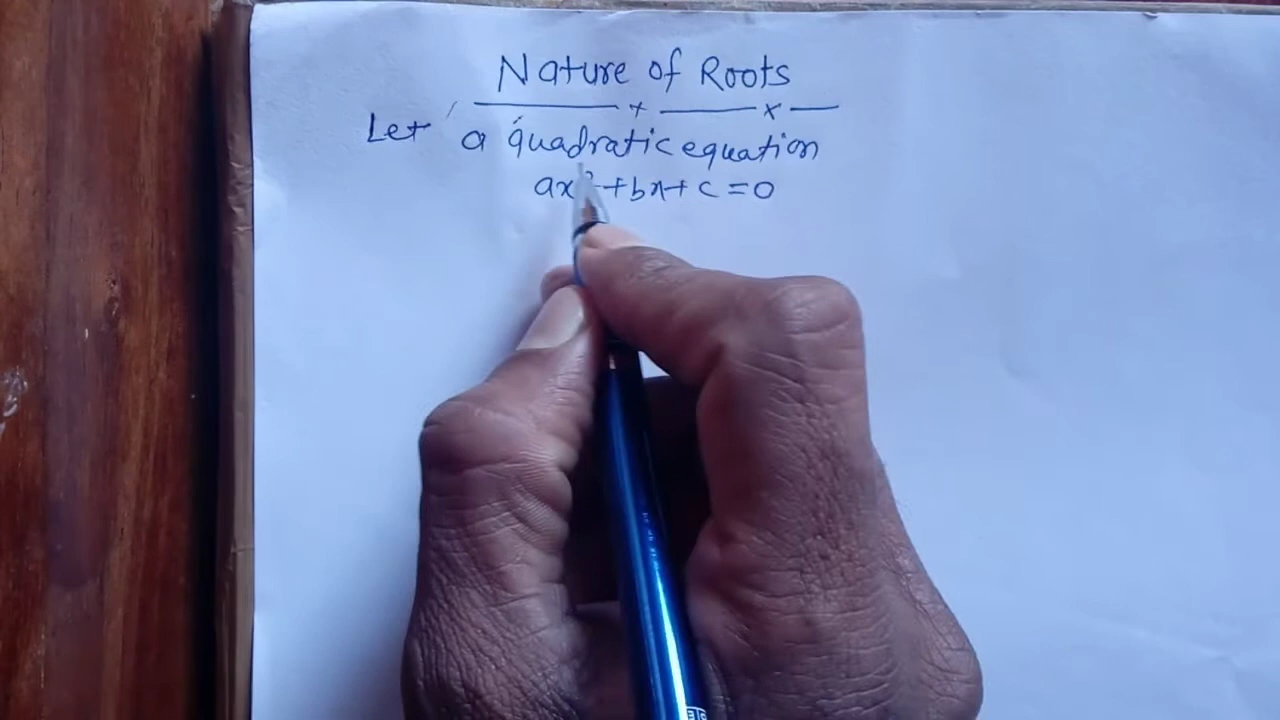 Nature of Roots
Let a quadratic equation
ax²+bx+c=0